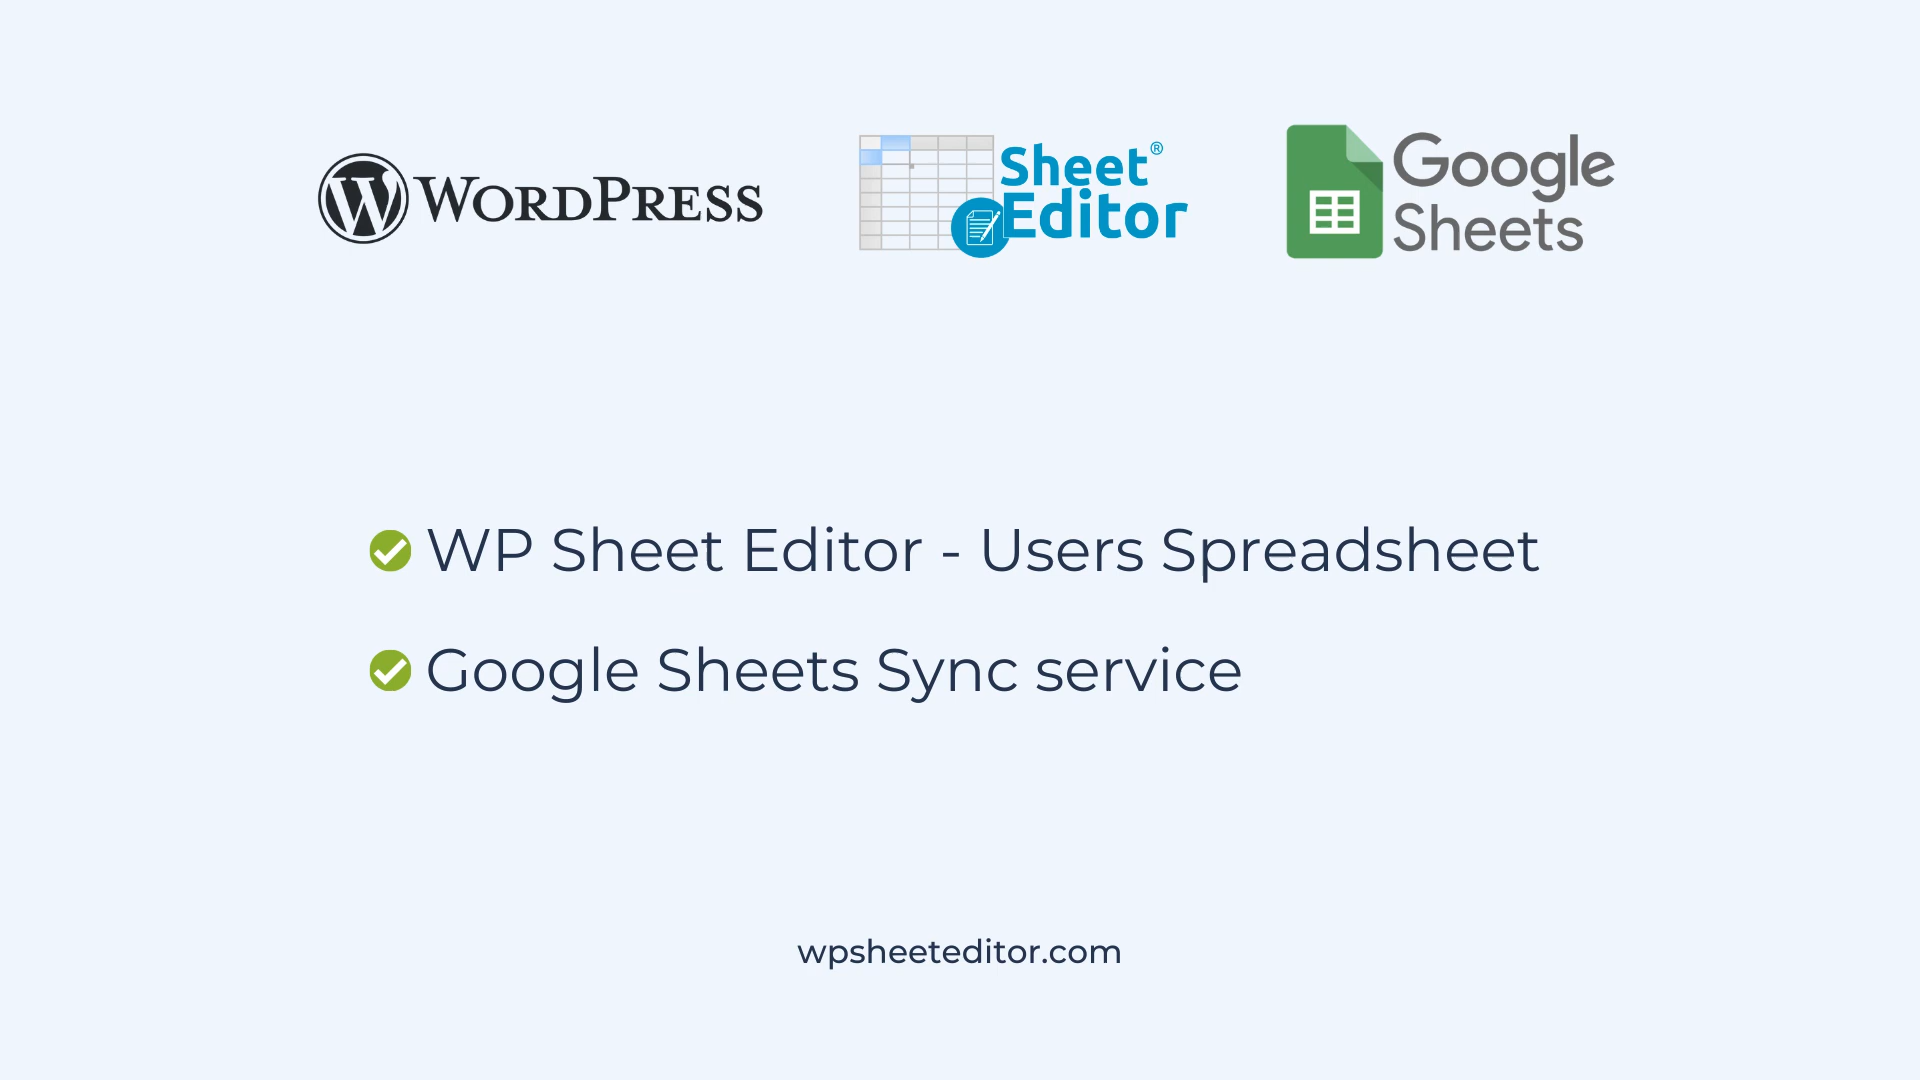 WORDPRESS
Sheet®
Editor
Google
Sheets
WP Sheet Editor - Users Spreadsheet
Google Sheets Sync service
wpsheeteditor.com